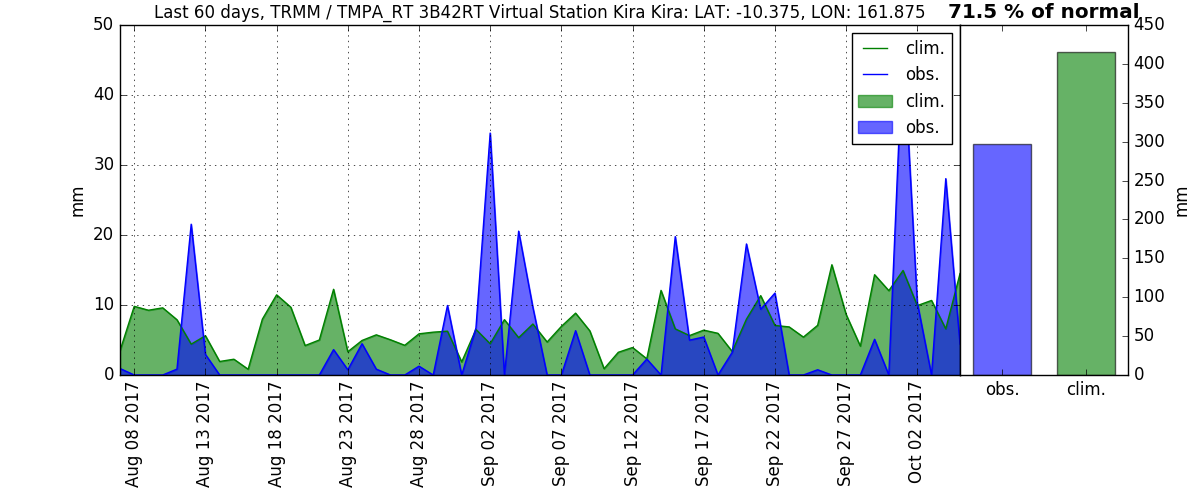 Last 60 days, TRMM / TMPA_RT 3B42RT Virtual Station Kira Kira: LAT: -10.375, LON: 161.875
71.5 % of normal
50
40
30
20
10
0
mm
clim.
obs.
clim.
obs.
450
400
350
300
250
200
150
100
50
0
mm
obs.
clim.
Aug 08 2017
Aug 13 2017
Aug 18 2017
Aug 23 2017
Aug 28 2017
Sep 02 2017
Sep 07 2017
Sep 12 2017
Sep 17 2017
Sep 22 2017
Sep 27 2017
Oct 02 2017